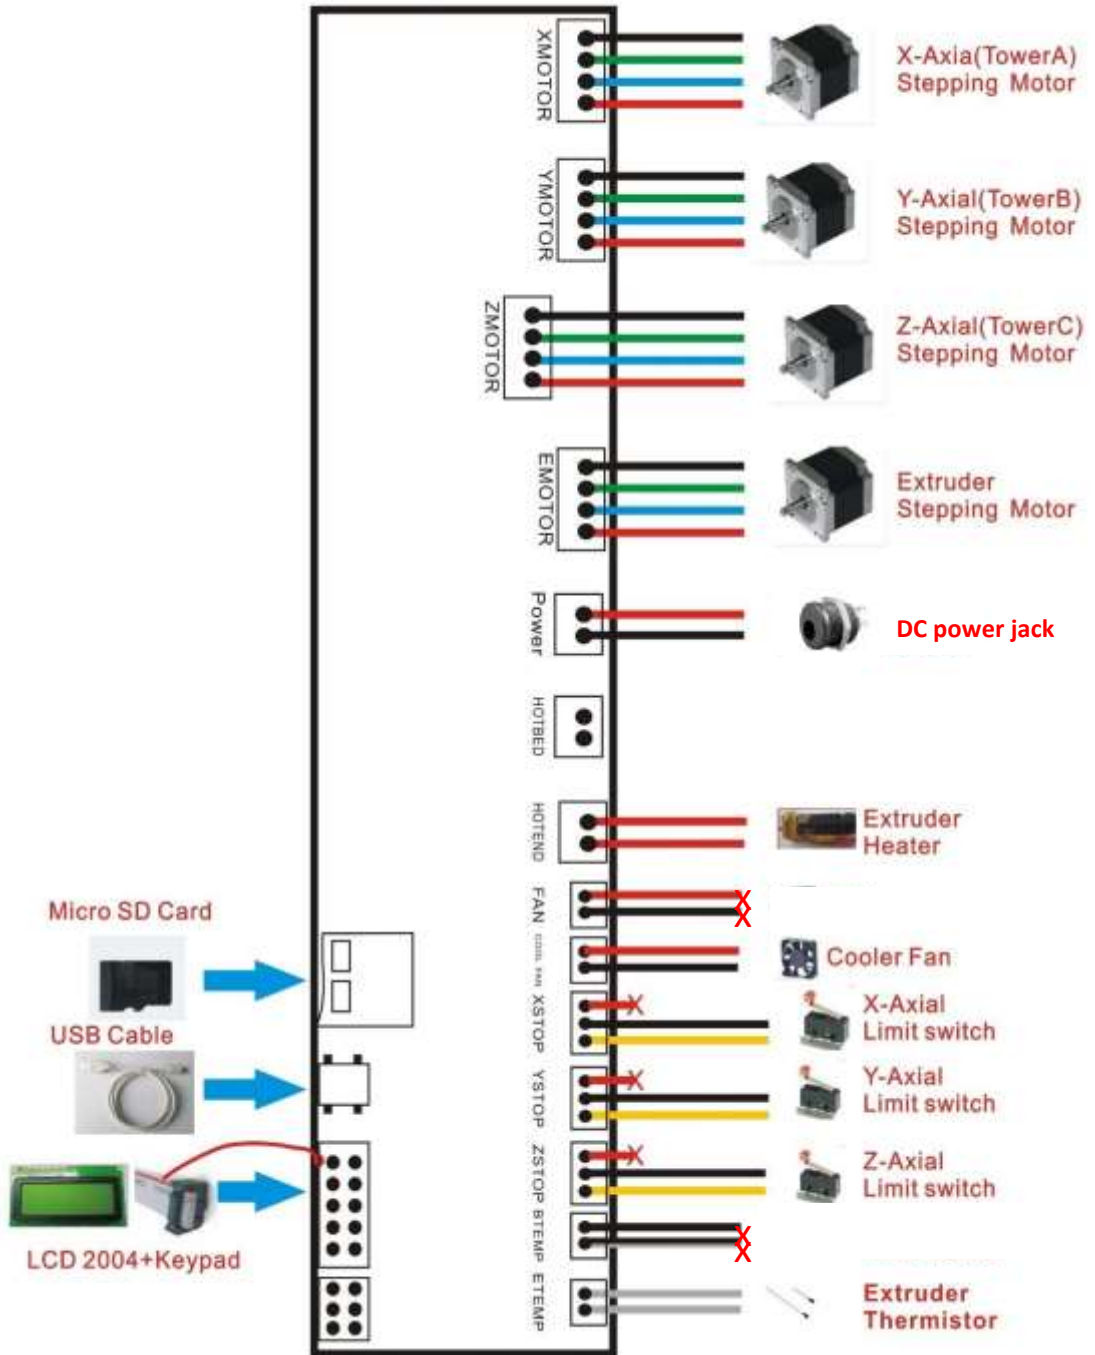 XMOTOR
X-Axia(TowerA)
Stepping Motor
YMOTOR
Y-Axial(TowerB)
Stepping Motor
ZMOTOR
Z-Axial(TowerC)
Stepping Motor
EMOTOR
Extruder
Stepping Motor
Power
DC power jack
HOTBED
HOTEND
Extruder
Heater
FAN
X
X
COOL FAN
Cooler Fan
Micro SD Card
XSTOP
X
X-Axial
Limit switch
USB Cable
YSTOP
X
Y-Axial
Limit switch
ZSTOP
X
Z-Axial
Limit switch
LCD 2004+Keypad
BTEMP
X
X
ETEMP
Extruder
Thermistor